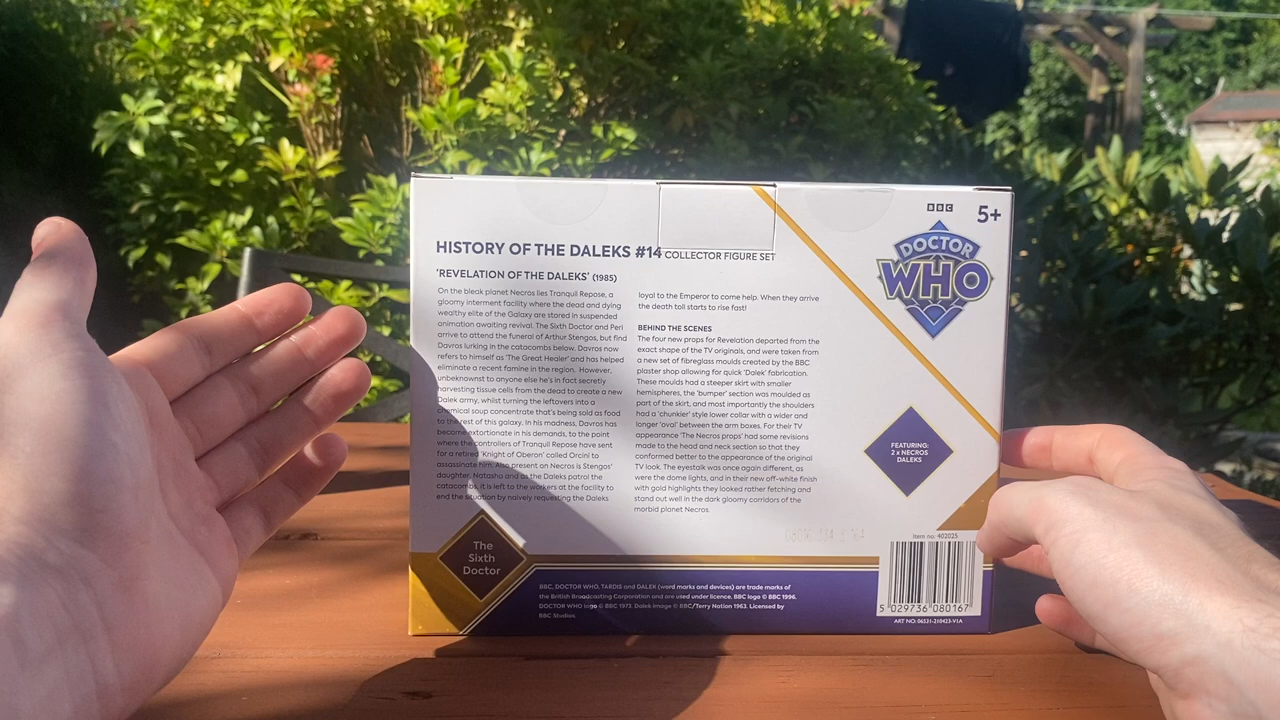 HISTORY OF THE DALEKS #14 COLLECTOR FIGURE SET
'REVELATION OF THE DALEKS' (1985)
On the bleak planet Necros lies Tranquil Repose, a
gloomy interment facility where the dead and dying
wealthy elite of the Galaxy are stored in suspended
animation awaiting revival. The Sixth Doctor and Peri
arrive to attend the funeral of Arthur Stengos, but find
Davros lurking in the catacombs below. Davros now
refers to himself as 'The Great Healer' and has helped
eliminate a recent famine in the region. However,
unbeknownst to anyone else he's in fact secretly
harvesting tissue cells from the dead to create a new
Dalek army, whilst turning the leftovers into a
chemical soup concentrate that's being sold as food
to the rest of this galaxy. In his madness, Davros has
become extortionate in his demands, to the point
where the controllers of Tranquil Repose have sent
for a retired 'Knight of Oberon' called Orcini to
assassinate him. Also present on Necros is Stengos'
daughter, Natasha and as the Daleks patrol the
catacombs, it is left to the workers at the facility to
end the situation by naively requesting the Daleks
loyal to the Emperor to come help. When they arrive
the death toll starts to rise fast!
BEHIND THE SCENES
The four new props for Revelation departed from the
exact shape of the TV originals, and were taken from
a new set of fibreglass moulds created by the BBC
plaster shop allowing for quick 'Dalek' fabrication.
These moulds had a steeper skirt with smaller
hemispheres, the 'bumper' section was moulded as
part of the skirt, and most importantly the shoulders
had a 'chunkier' style lower collar with a wider and
longer 'oval' between the arm boxes. For their TV
appearance 'The Necros props' had some revisions
made to the head and neck section so that they
conformed better to the appearance of the original
TV look. The eyestalk was once again different, as
were the dome lights, and in their new off-white finish
with gold highlights they looked rather fetching and
stand out well in the dark gloomy corridors of the
morbid planet Necros.
BBC
5+
DOCTOR
WHO
FEATURING:
2 x NECROS
DALEKS
The
Sixth
Doctor
BBC, DOCTOR WHO, TARDIS and DALEK (word marks and devices) are trade marks of
the British Broadcasting Corporation and are used under licence. BBC logo © BBC 1996.
DOCTOR WHO logo © BBC 1973. Dalek image © BBC/Terry Nation 1963. Licensed by
BBC Studios.
Item no: 402025
5 029736 080167
ART NO: 06531-210423-V1A